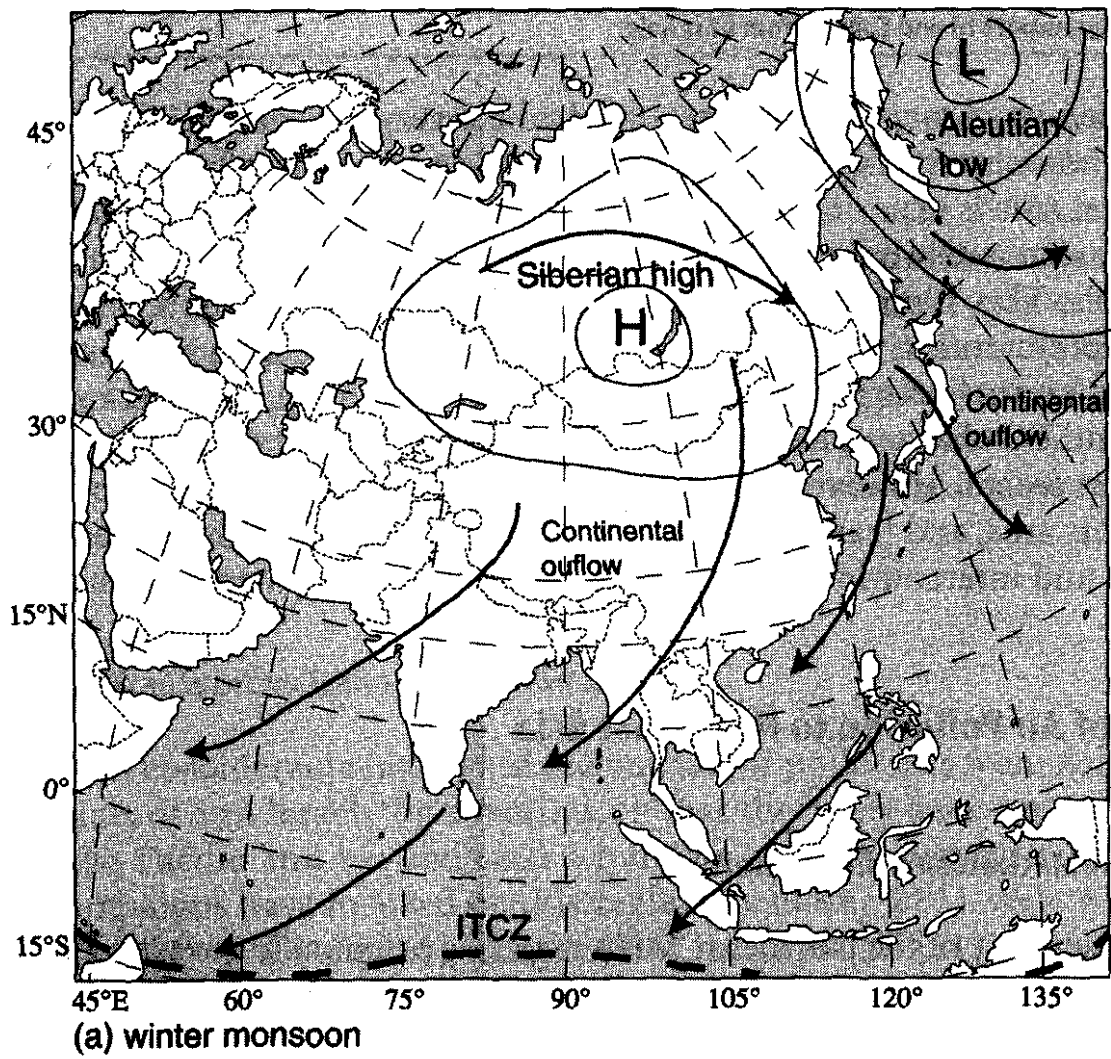 L
Aleutian
low
45°
Siberian high
H
Continental
ouflow
30°
Continental
ouflow
15°N
0°
ITCZ
15°S
45°E 60° 75° 90° 105° 120° 135°
(a) winter monsoon